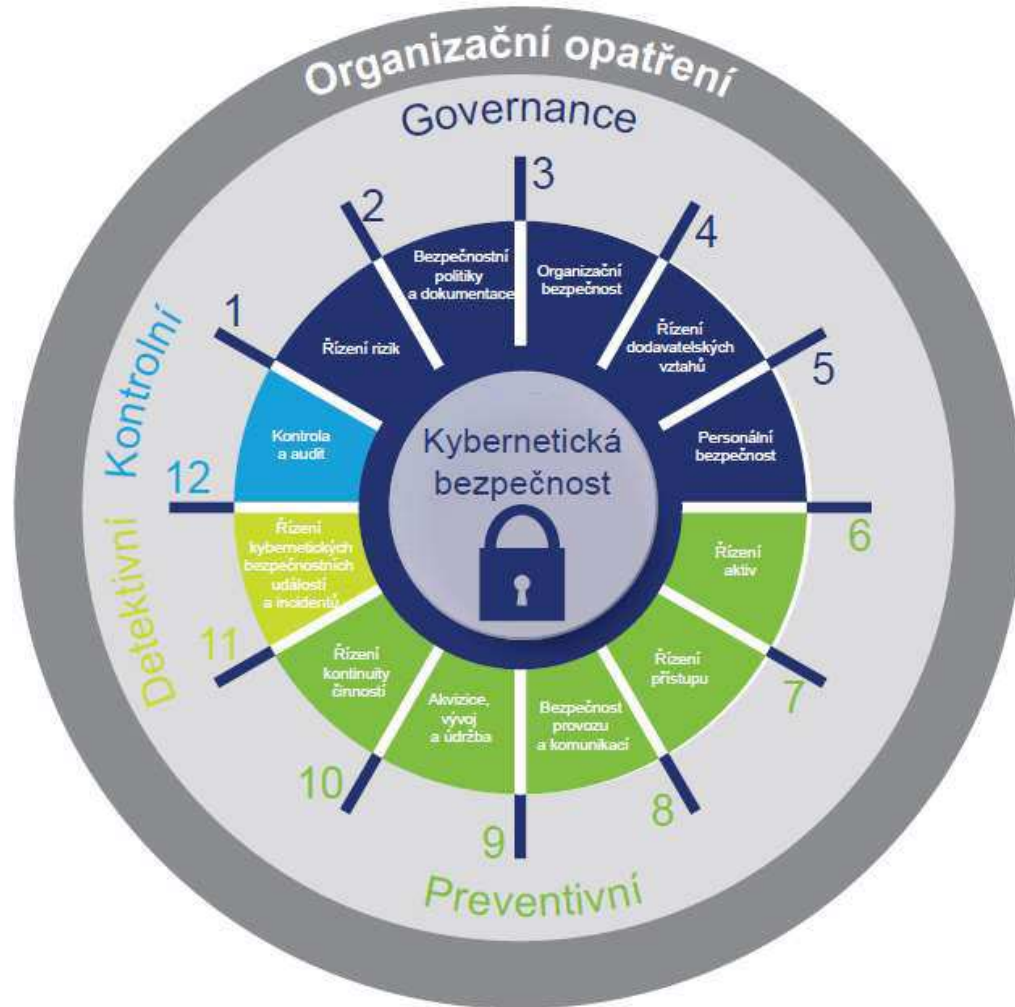 Organizační opatření
Governance
Kontrolní
Detektivní
Preventivní
1
Řízení rizik
2
Bezpečnostní
politiky
a dokumentace
3
Organizační
bezpečnost
4
Řízení
dodavatelských
vztahů
5
Personální
bezpečnost
6
Řízení
aktiv
7
Řízení
přístupu
8
Bezpečnost
provozu
a komunikací
9
Akvizice,
vývoj
a údržba
10
Řízení
kontinuity
činností
11
Řízení
kybernetických
bezpečnostních
událostí
a incidentů
12
Kontrola
a audit
Kybernetická
bezpečnost